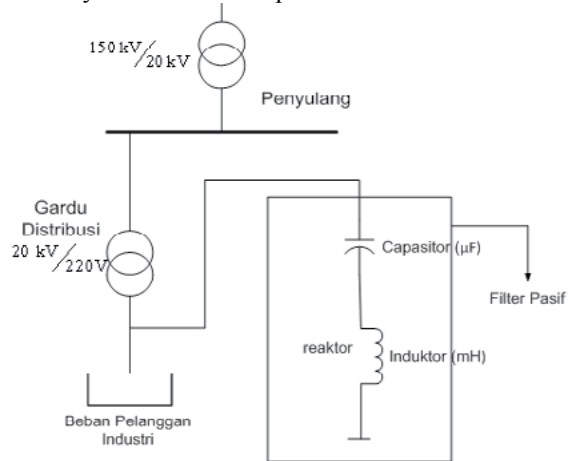 150 kV/20 kV
Penyulang
Gardu
Distribusi
20 kV/220V
Capasitor (µF)
Filter Pasif
reaktor
Induktor (mH)
Beban Pelanggan
Industri